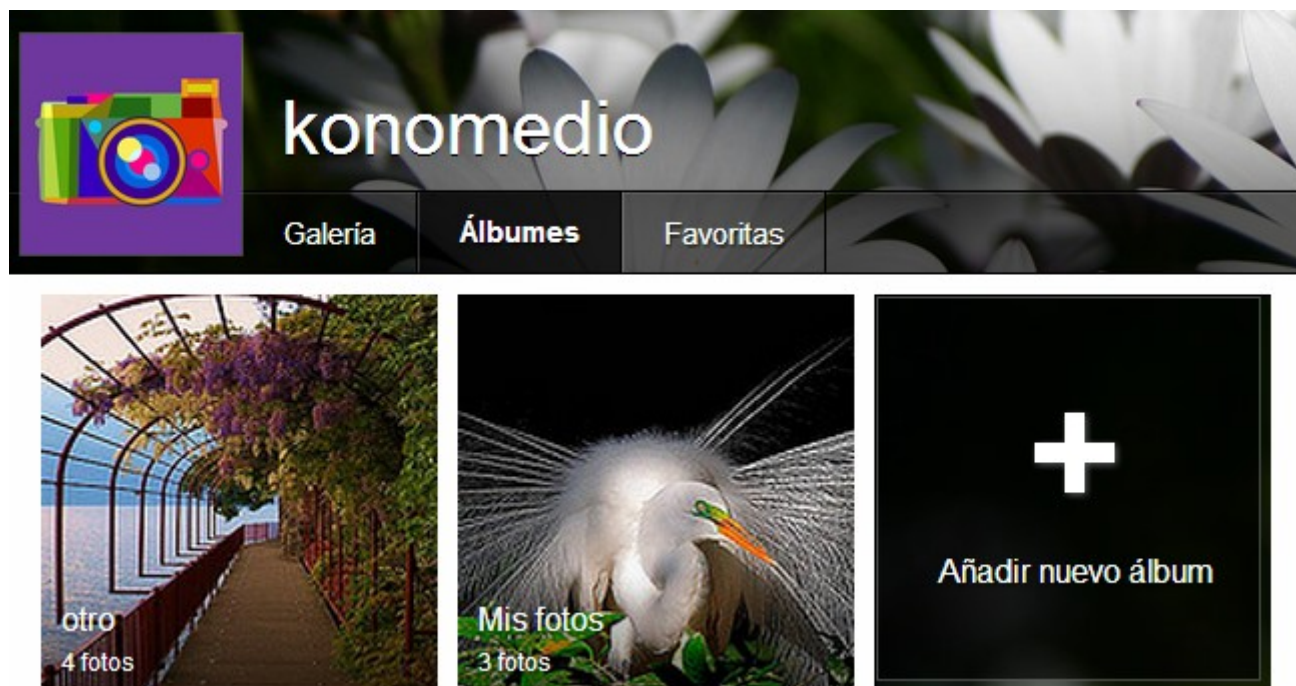 konomedio
Galería
Álbumes
Favoritas
otro
4 fotos
Mis fotos
3 fotos
Añadir nuevo álbum